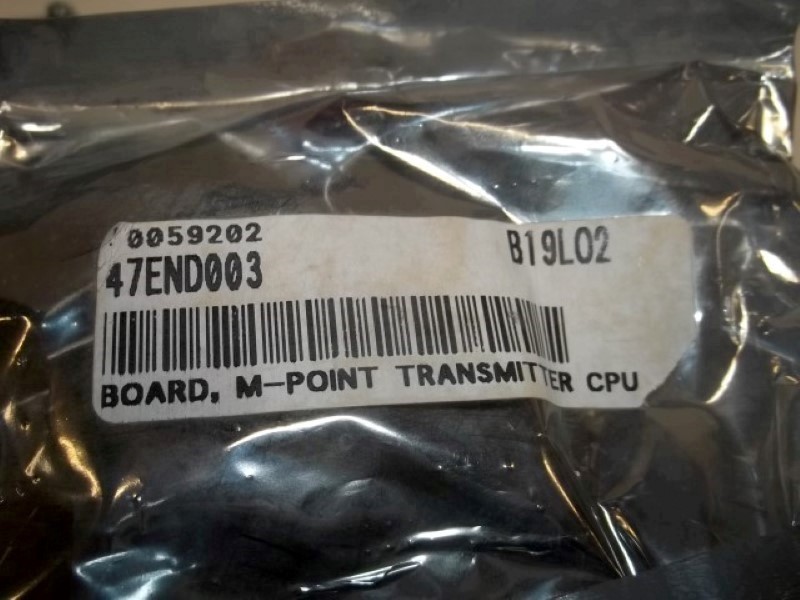 0059202
47END003
B19L02
BOARD, M-POINT TRANSMITTER CPU